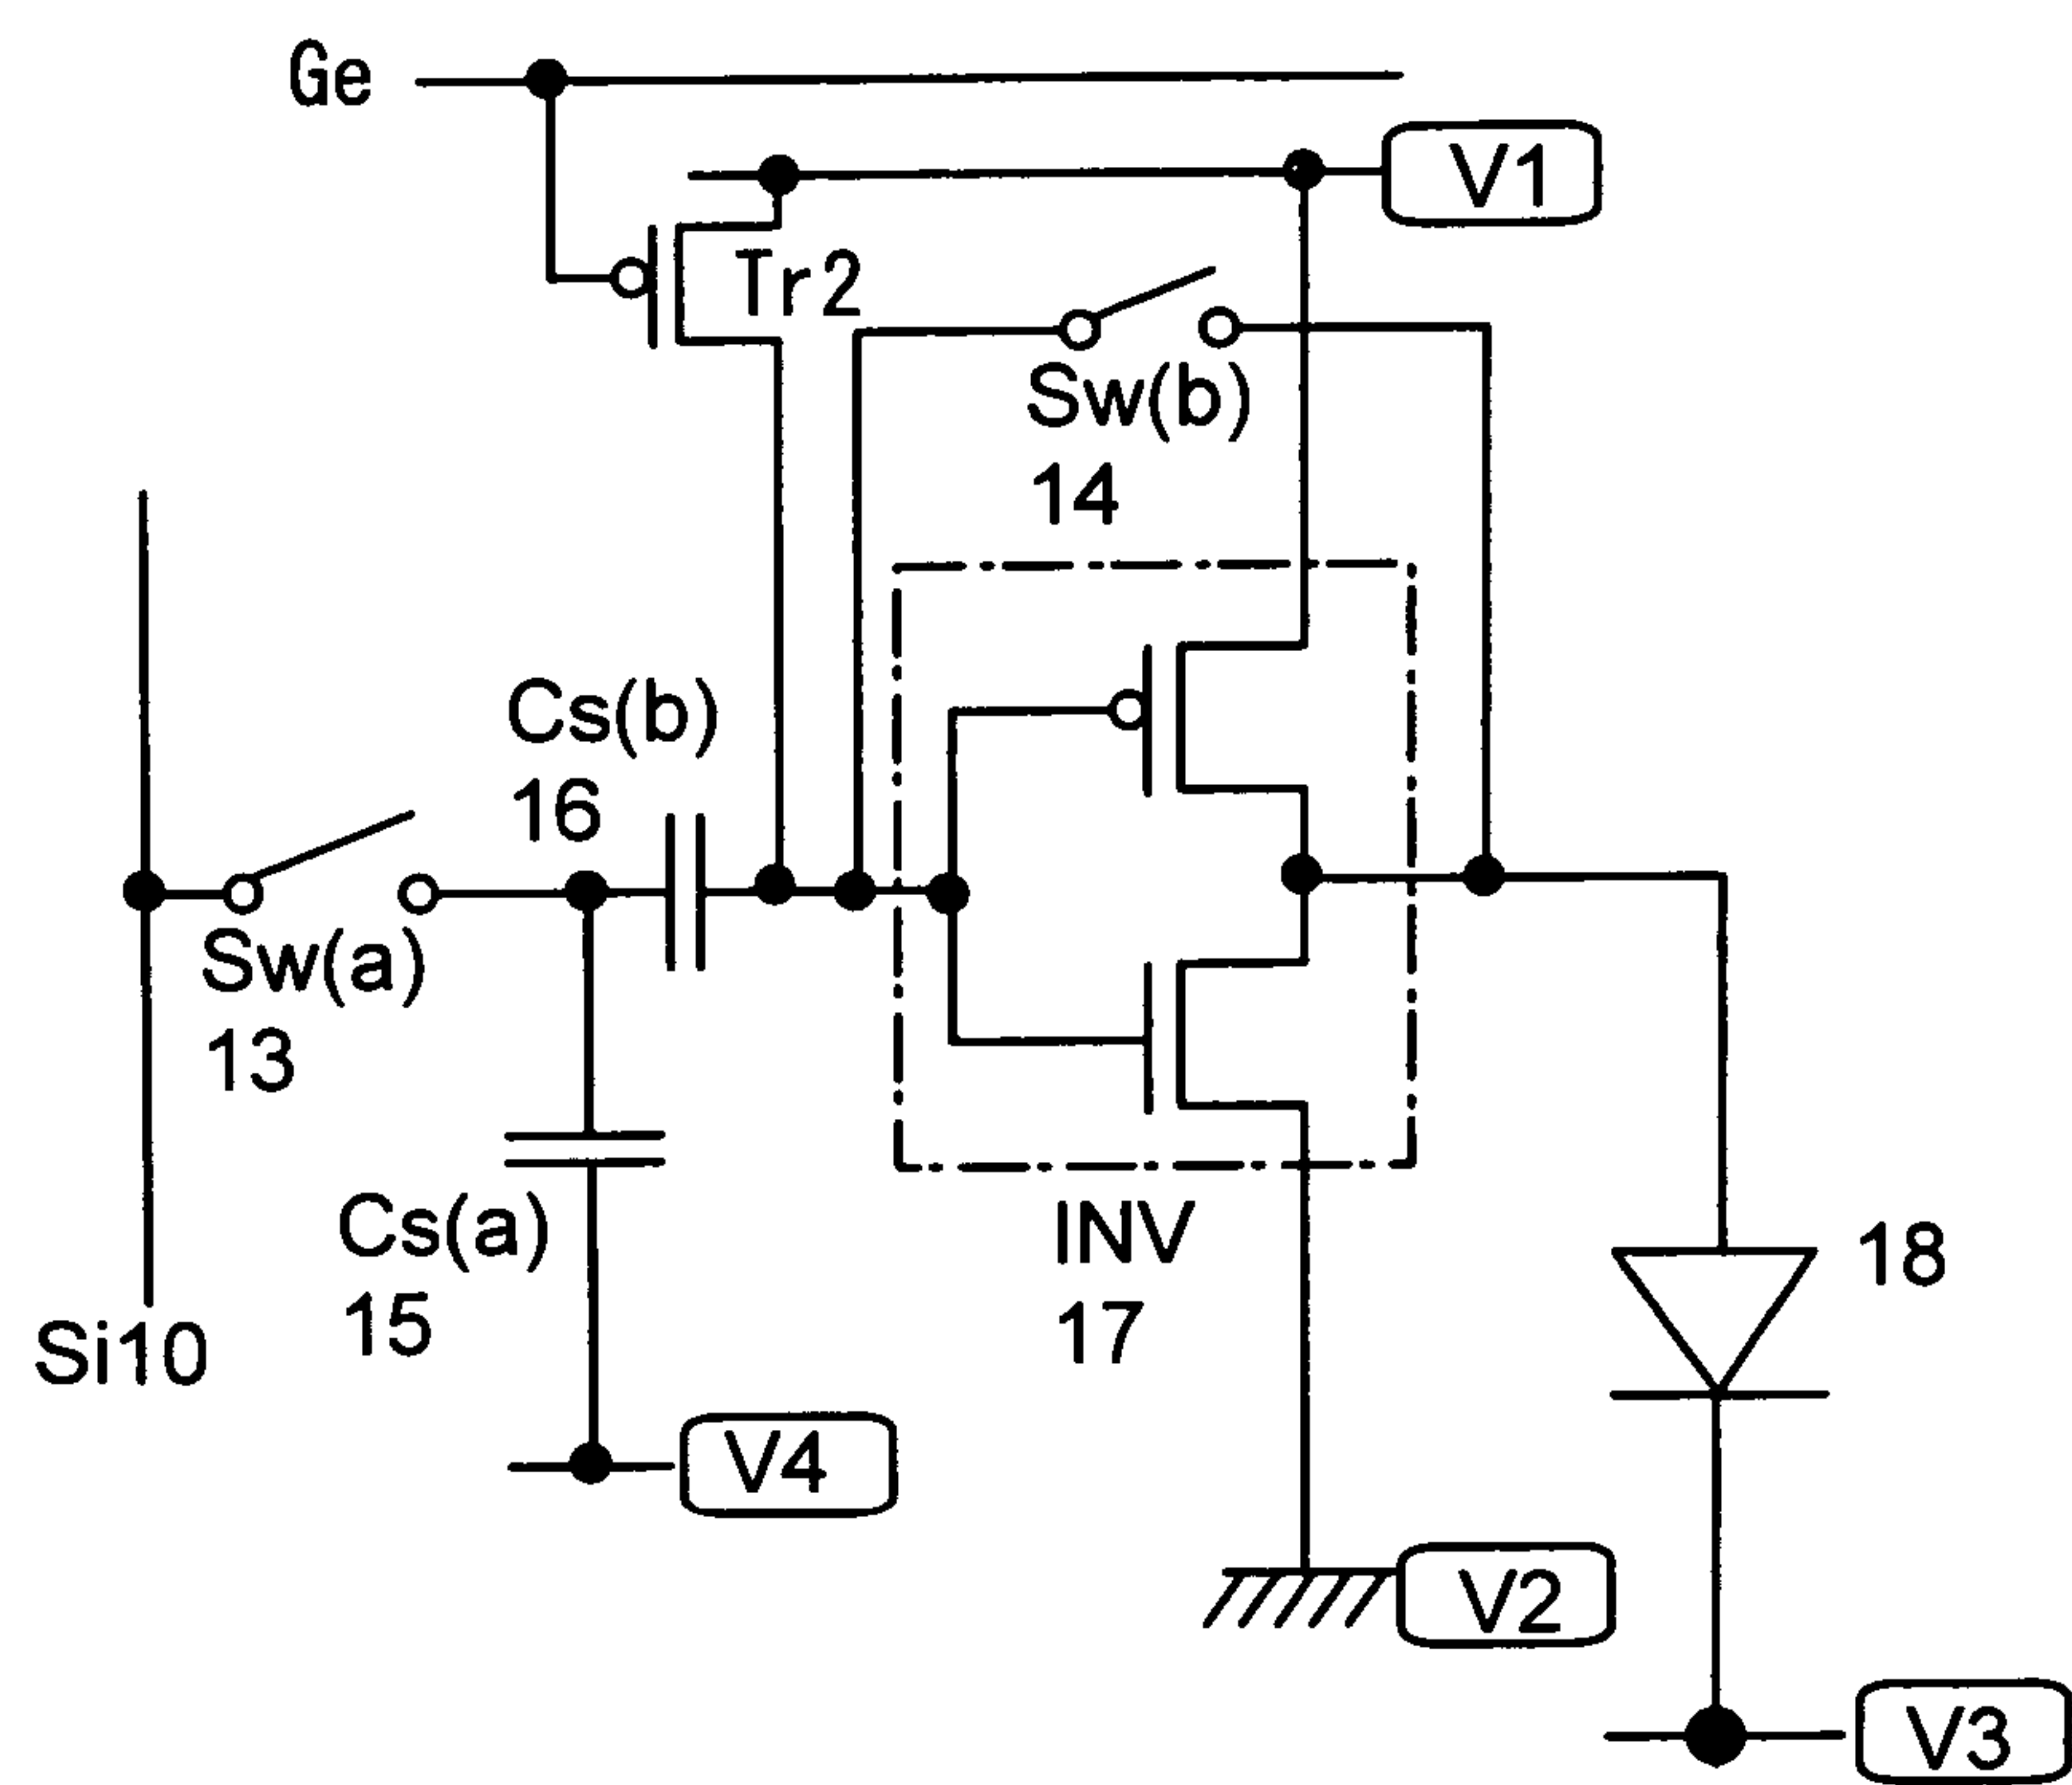 Ge
V1
Tr2
Sw(b)
14
Cs(b)
16
Sw(a)
13
Cs(a)
15
Si10
INV
17
18
V4
V2
V3